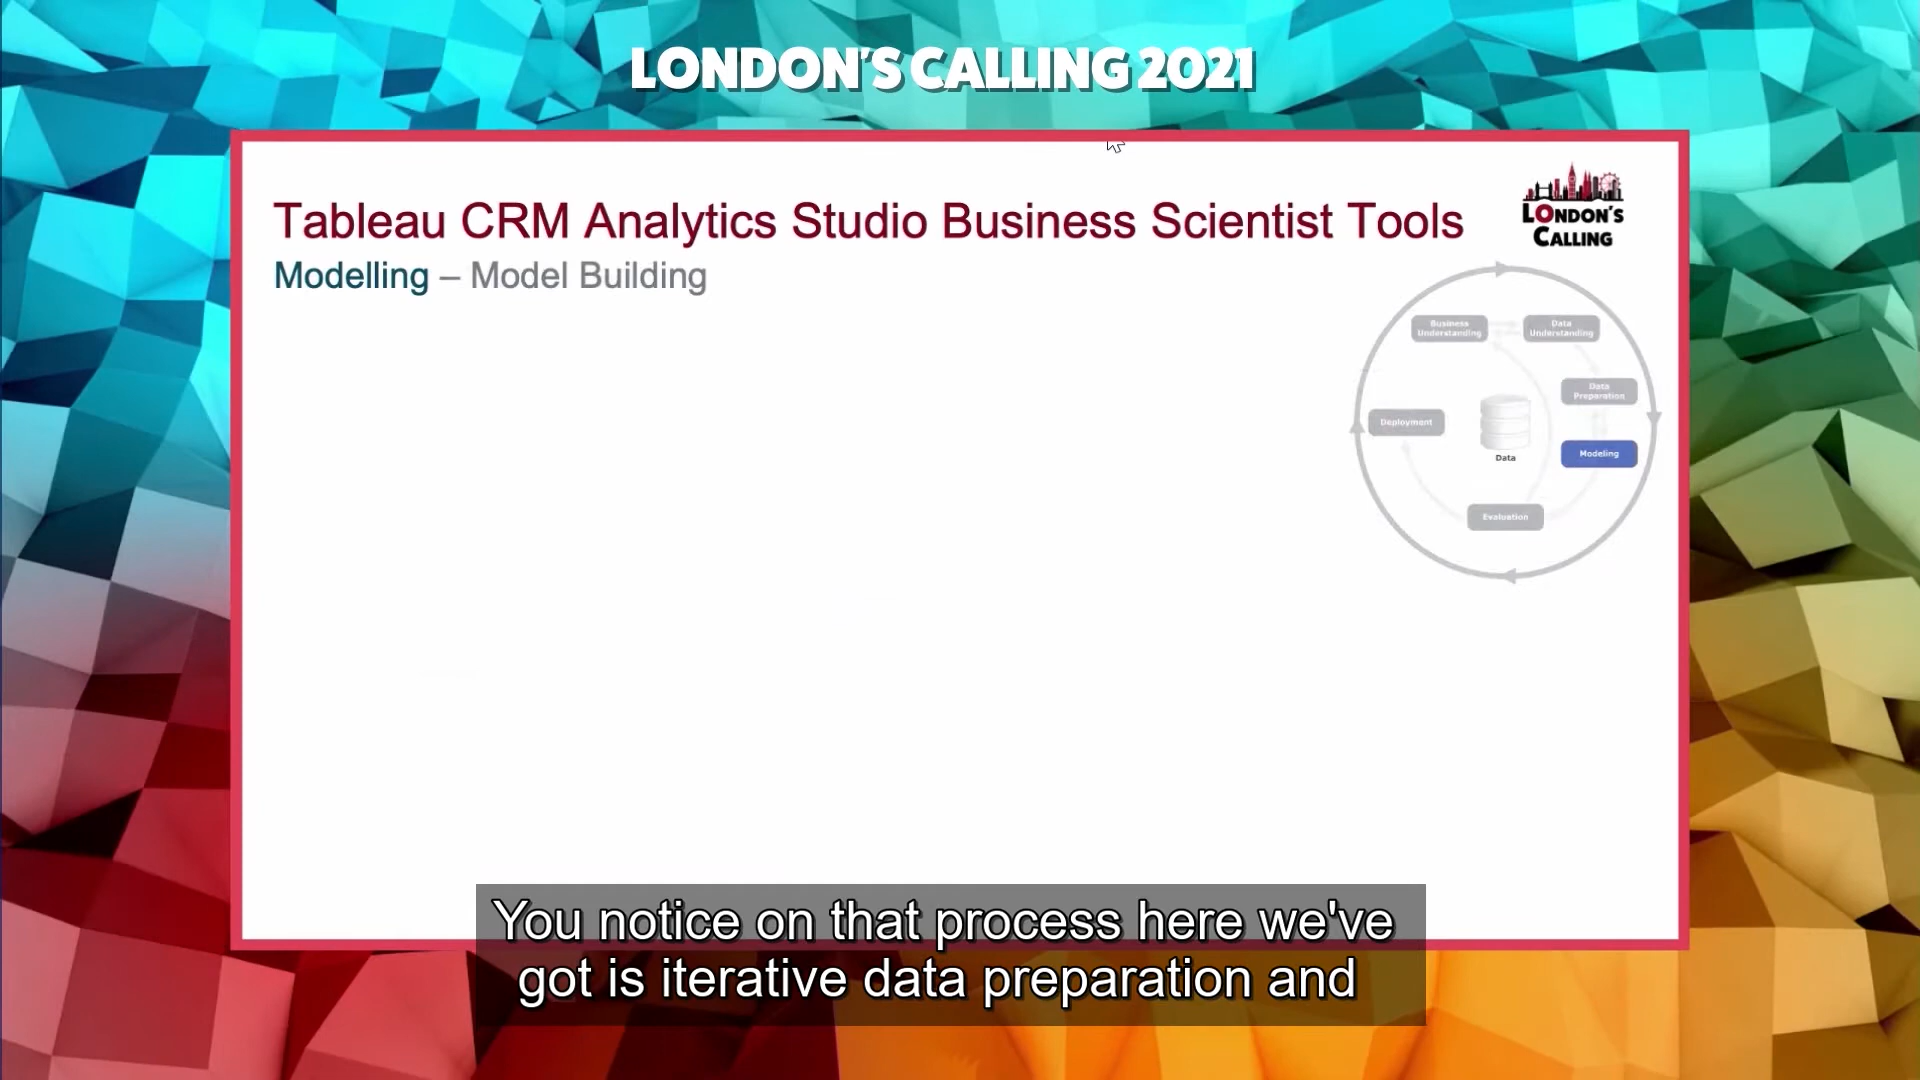 LONDON'S CALLING 2021
Tableau CRM Analytics Studio Business Scientist Tools
Modelling – Model Building
LONDON'S
CALLING
Business
Understanding
Data
Understanding
Data
Preparation
Deployment
Data
Modeling
Evaluation
You notice on that process here we've
got is iterative data preparation and